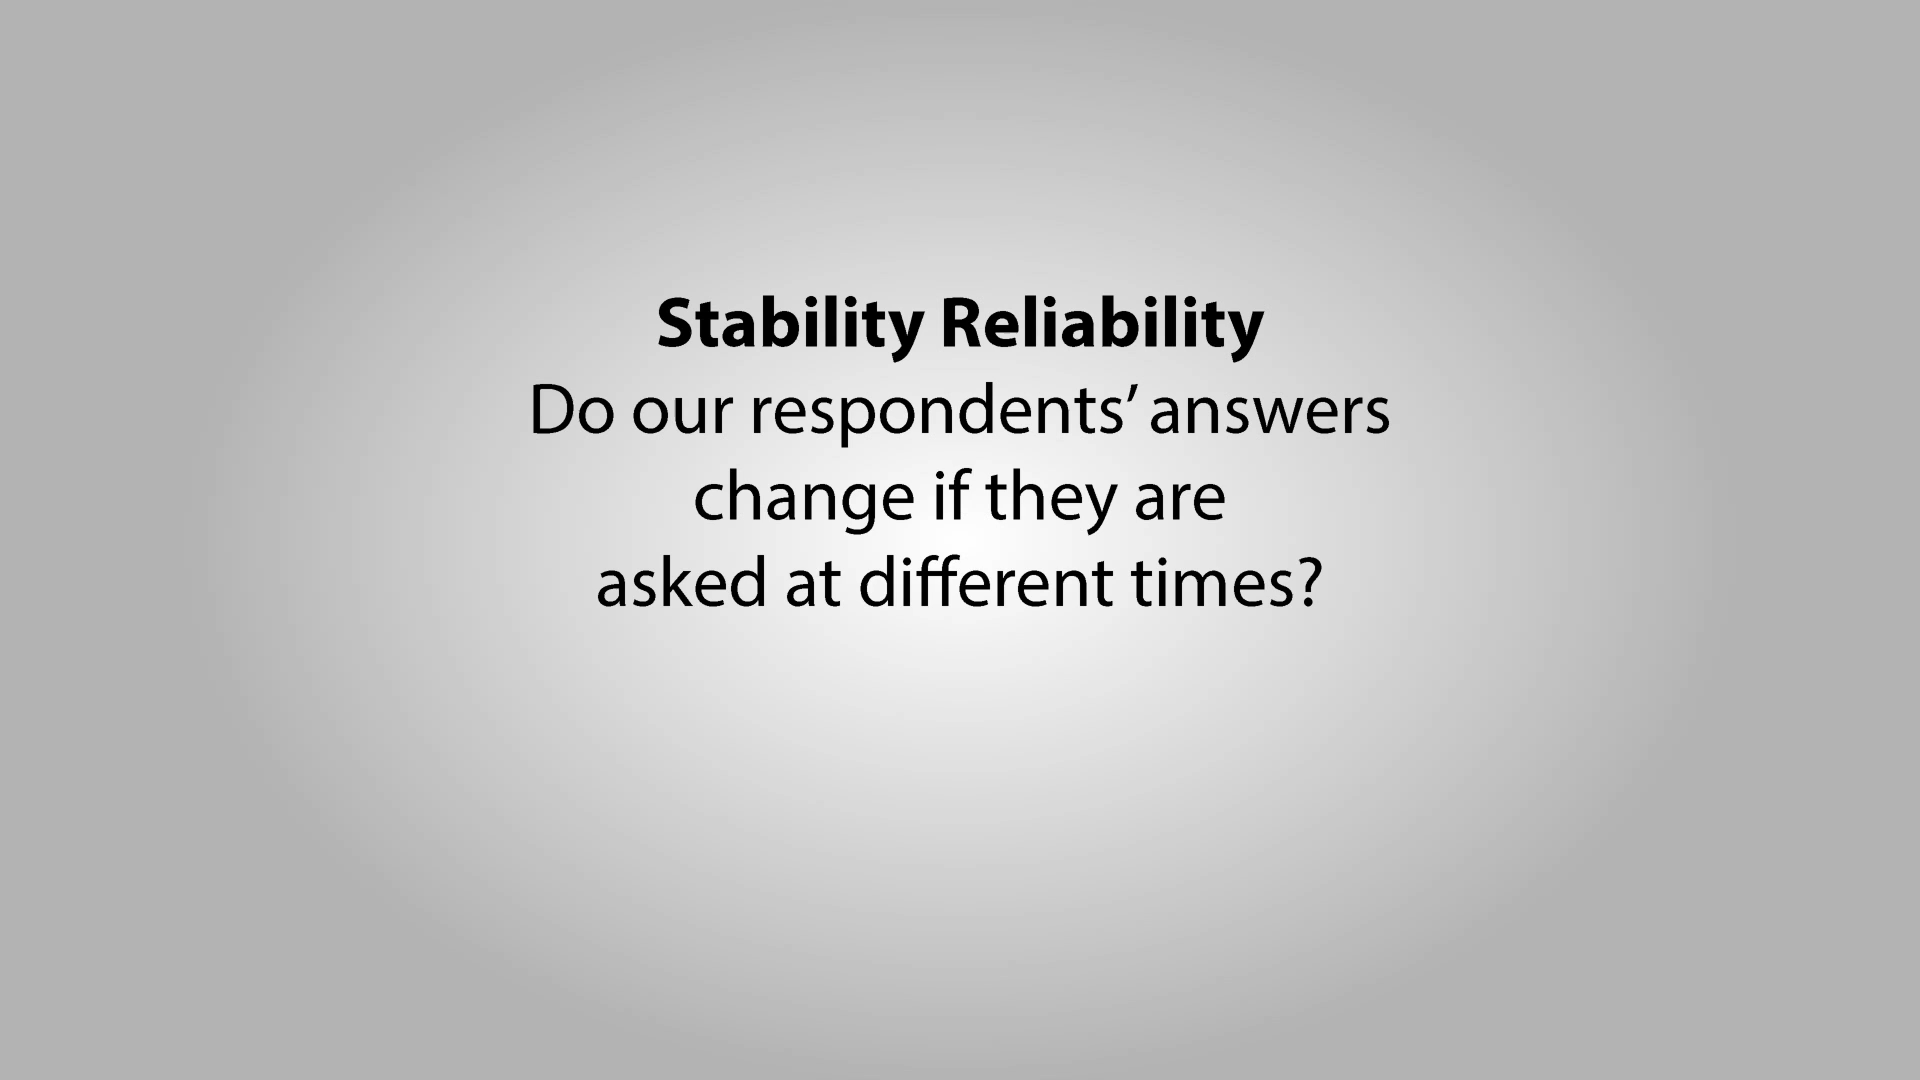 Stability Reliability
Do our respondents’ answers
change if they are
asked at different times?